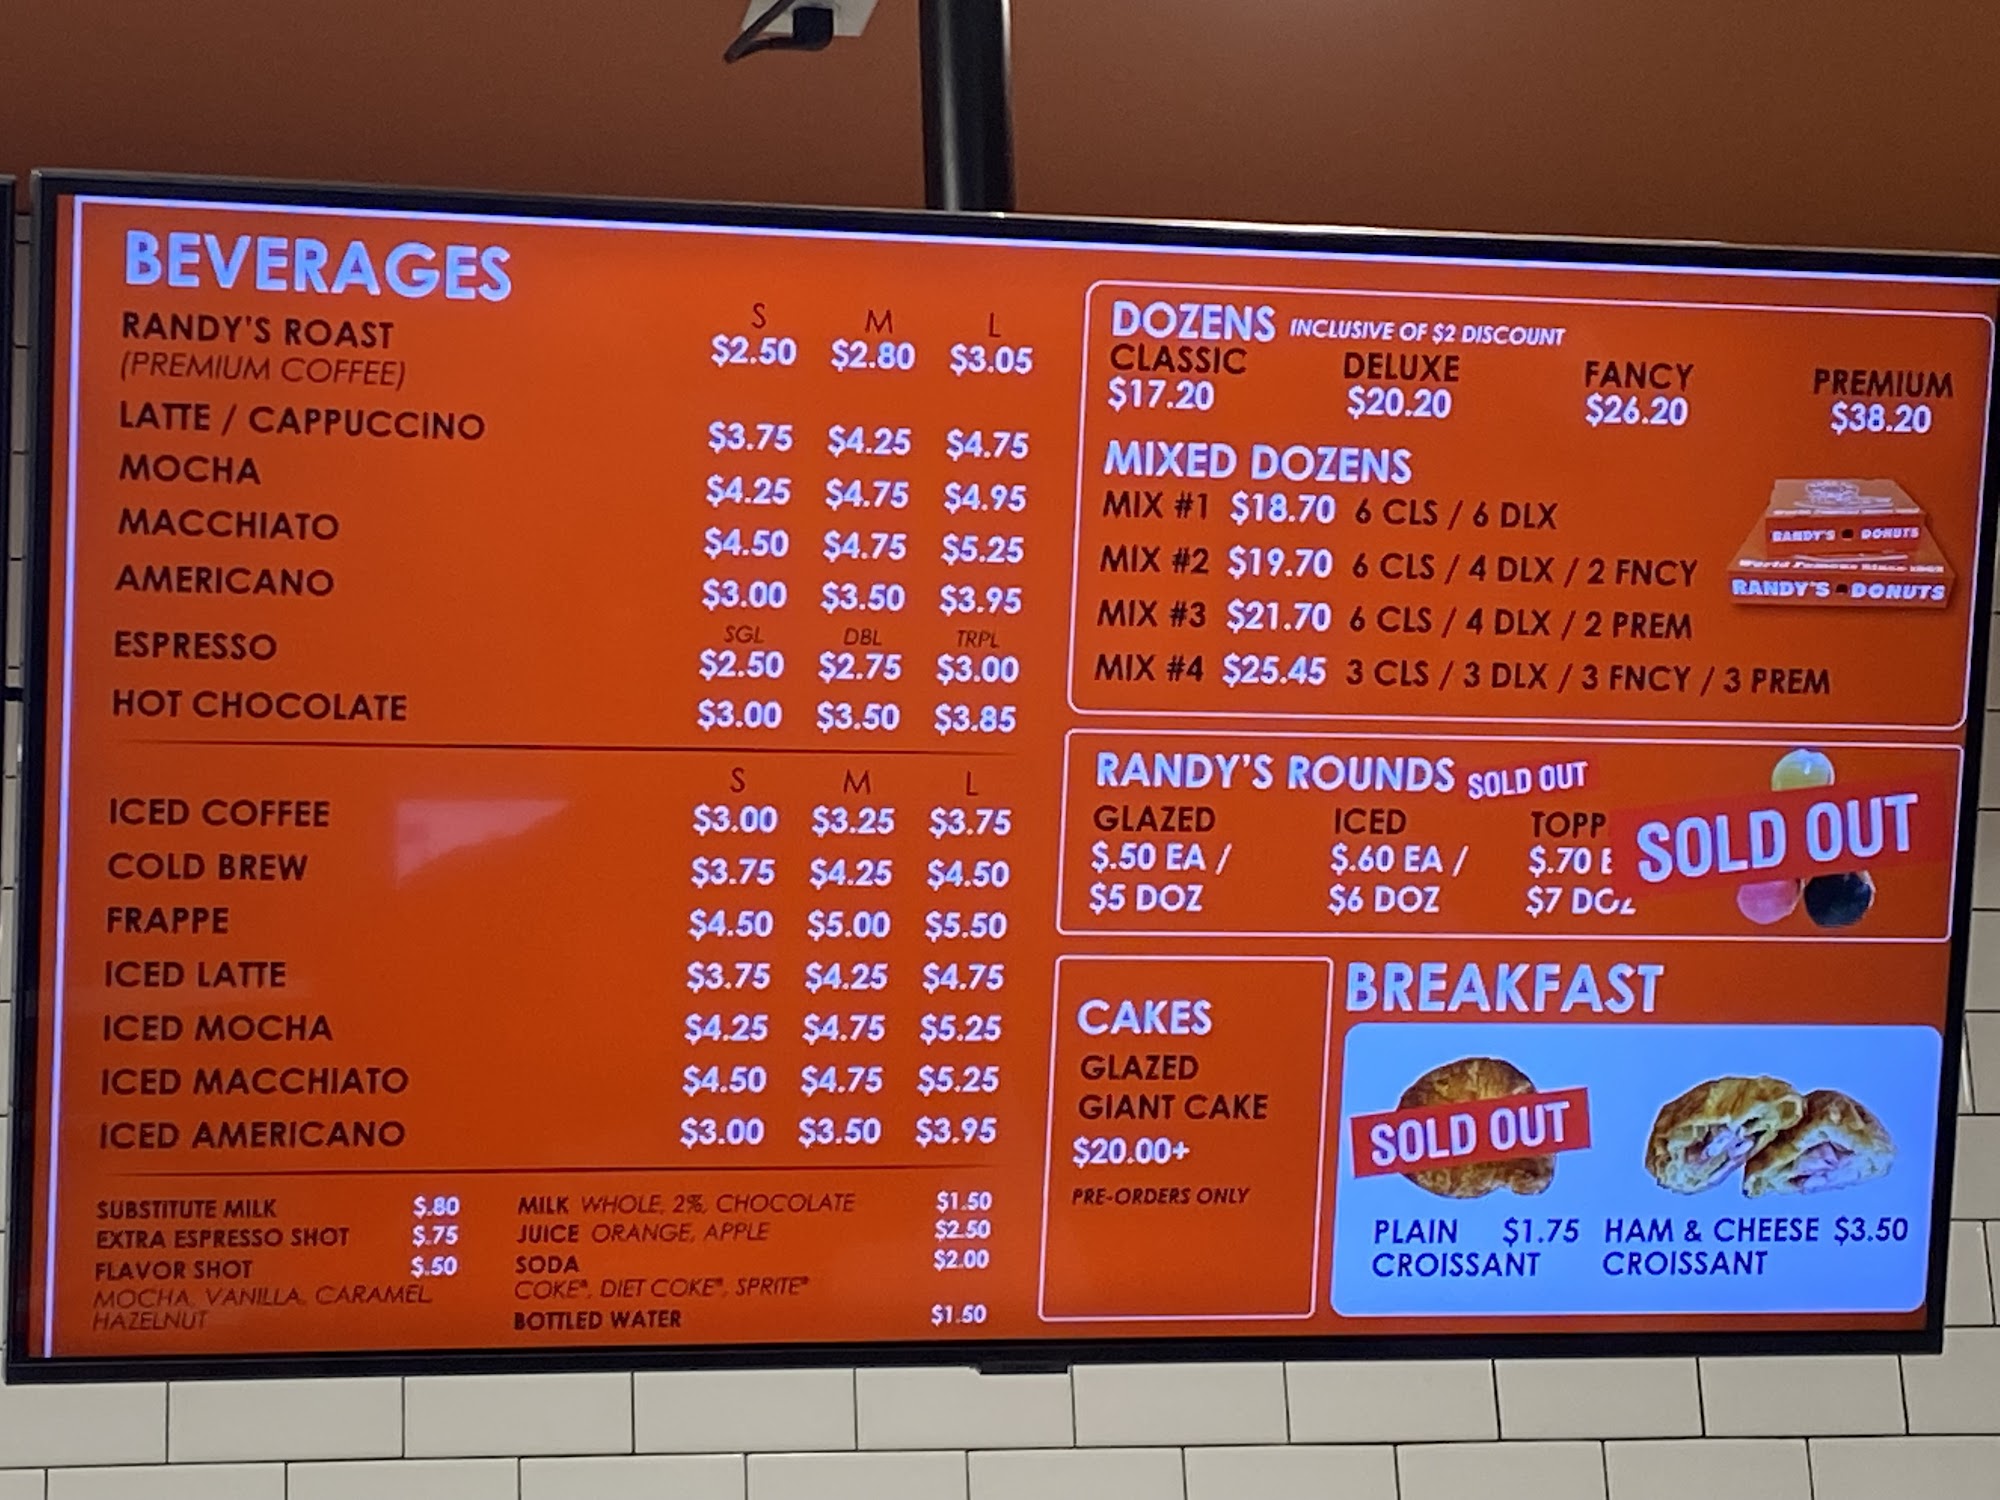 BEVERAGES
S M L
RANDY'S ROAST $2.50 $2.80 $3.05
(PREMIUM COFFEE)
LATTE / CAPPUCCINO $3.75 $4.25 $4.75
MOCHA $4.25 $4.75 $4.95
MACCHIATO $4.50 $4.75 $5.25
AMERICANO $3.00 $3.50 $3.95
SGL DBL TRPL
ESPRESSO $2.50 $2.75 $3.00
HOT CHOCOLATE $3.00 $3.50 $3.85
S M L
ICED COFFEE $3.00 $3.25 $3.75
COLD BREW $3.75 $4.25 $4.50
FRAPPE $4.50 $5.00 $5.50
ICED LATTE $3.75 $4.25 $4.75
ICED MOCHA $4.25 $4.75 $5.25
ICED MACCHIATO $4.50 $4.75 $5.25
ICED AMERICANO $3.00 $3.50 $3.95
SUBSTITUTE MILK $.80
EXTRA ESPRESSO SHOT $.75
FLAVOR SHOT $.50
MOCHA, VANILLA, CARAMEL
HAZELNUT
MILK WHOLE, 2%, CHOCOLATE $1.50
JUICE ORANGE, APPLE $2.50
SODA $2.00
COKE®, DIET COKE®, SPRITE®
BOTTLED WATER $1.50
DOZENS INCLUSIVE OF $2 DISCOUNT
CLASSIC DELUXE FANCY PREMIUM
$17.20 $20.20 $26.20 $38.20
MIXED DOZENS
MIX #1 $18.70 6 CLS / 6 DLX
MIX #2 $19.70 6 CLS / 4 DLX / 2 FNCY
MIX #3 $21.70 6 CLS / 4 DLX / 2 PREM
MIX #4 $25.45 3 CLS / 3 DLX / 3 FNCY / 3 PREM
RANDY'S DONUTS
RANDY'S DONUTS
RANDY'S ROUNDS SOLD OUT
GLAZED ICED TOPP
$.50 EA / $.60 EA / $.70 E
$5 DOZ $6 DOZ $7 DOZ
SOLD OUT
CAKES
GLAZED
GIANT CAKE
$20.00+
PRE-ORDERS ONLY
BREAKFAST
SOLD OUT
PLAIN $1.75
CROISSANT
HAM & CHEESE $3.50
CROISSANT